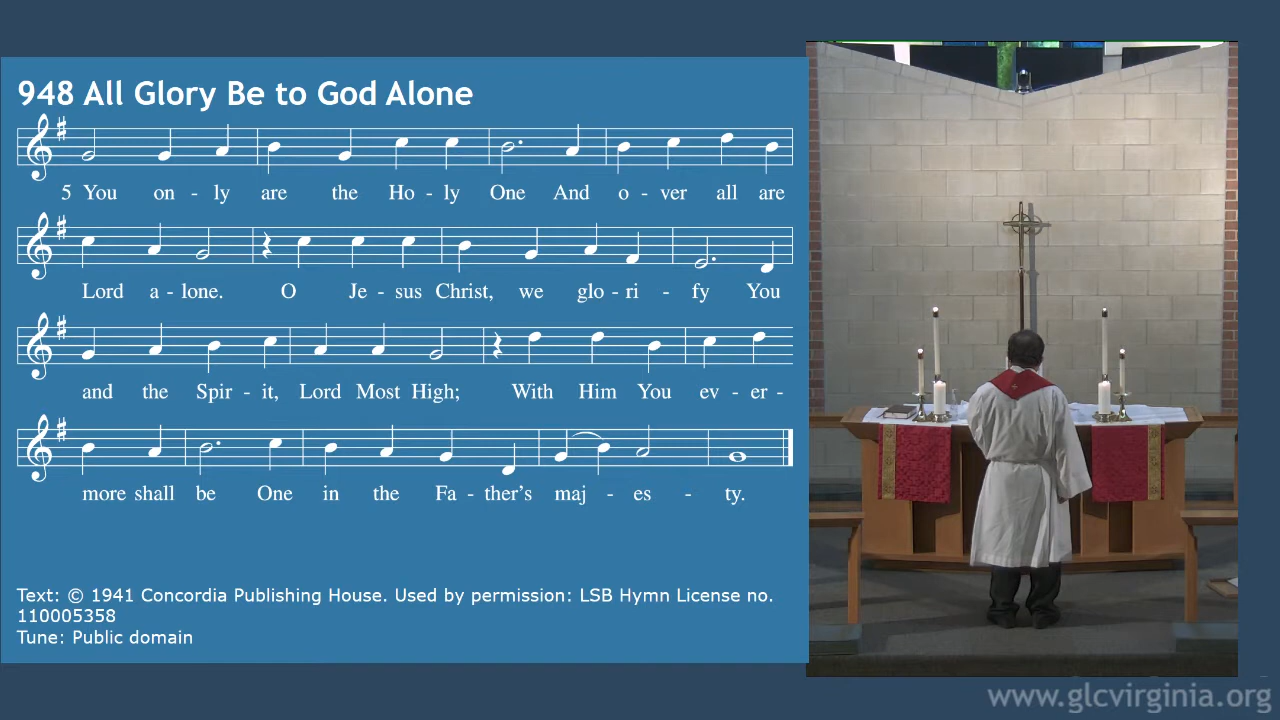 948 All Glory Be to God Alone
5 You on - ly are the Ho - ly One And o - ver all are
Lord a - lone. O Je - sus Christ, we glo - ri - fy You
and the Spir - it, Lord Most High; With Him You ev - er -
more shall be One in the Fa - ther's maj - es - ty.
Text: © 1941 Concordia Publishing House. Used by permission: LSB Hymn License no.
110005358
Tune: Public domain
www.glcvirginia.org